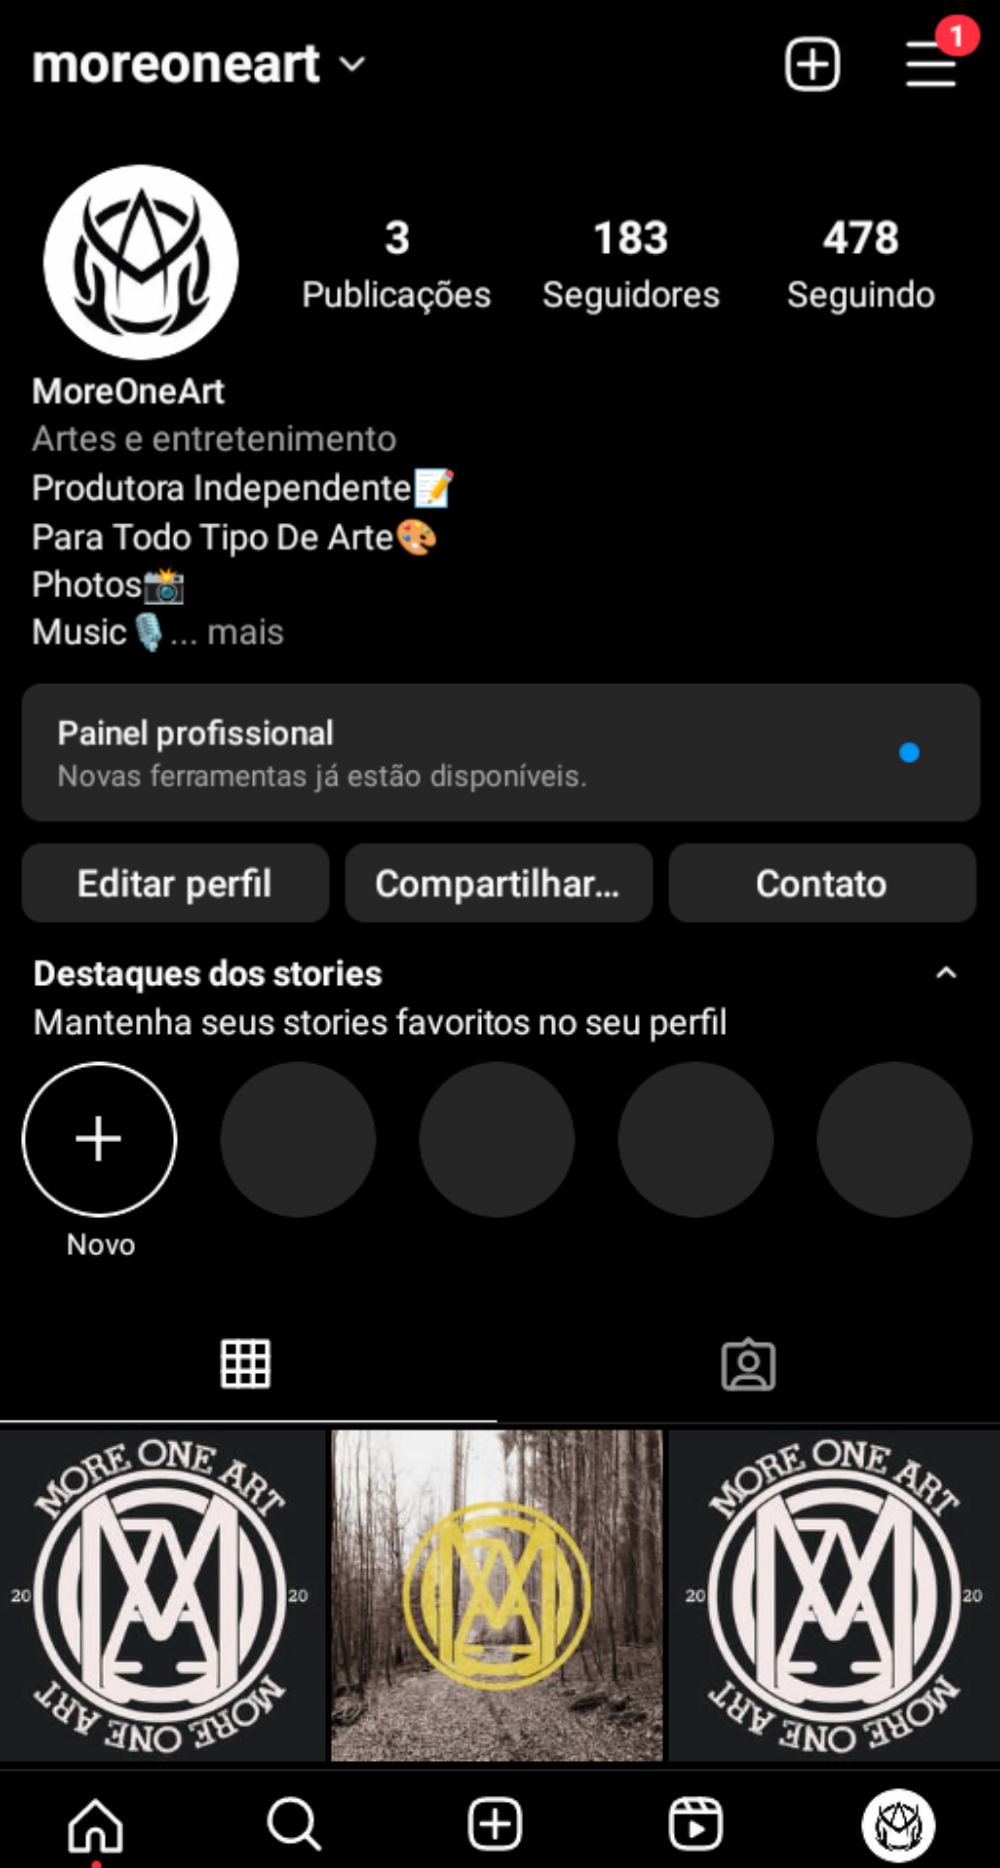 moreoneart
1
3
183
478
Publicações
Seguidores
Seguindo
MoreOneArt
Artes e entretenimento
Produtora Independente📝
Para Todo Tipo De Arte🎨
Photos📸
Music🎙️... mais
Painel profissional
Novas ferramentas já estão disponíveis.
Editar perfil
Compartilhar...
Contato
Destaques dos stories
Mantenha seus stories favoritos no seu perfil
Novo
MORE ONE ART
20
20
MORE ONE ART
MORE ONE ART
20
20
MORE ONE ART